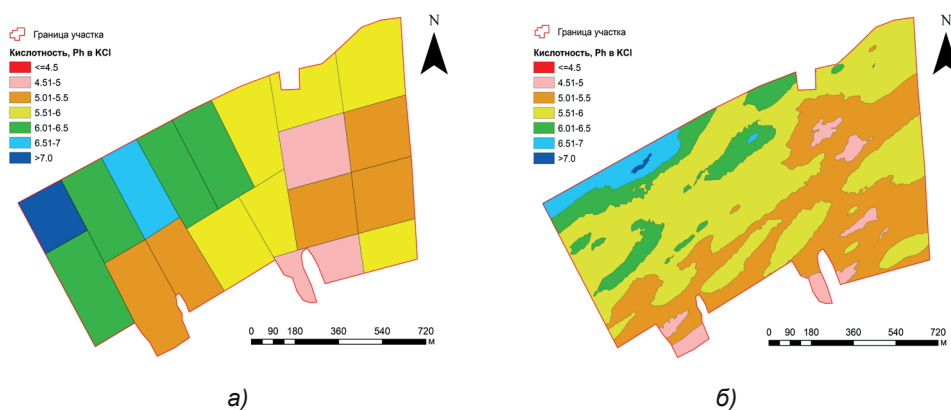 N
Граница участка
Кислотность, Ph в KCl
<=4.5
4.51-5
5.01-5.5
5.51-6
6.01-6.5
6.51-7
>7.0
0 90 180 360 540 720
м
а)
N
Граница участка
Кислотность, Ph в KCl
<=4.5
4.51-5
5.01-5.5
5.51-6
6.01-6.5
6.51-7
>7.0
0 90 180 360 540 720
м
б)